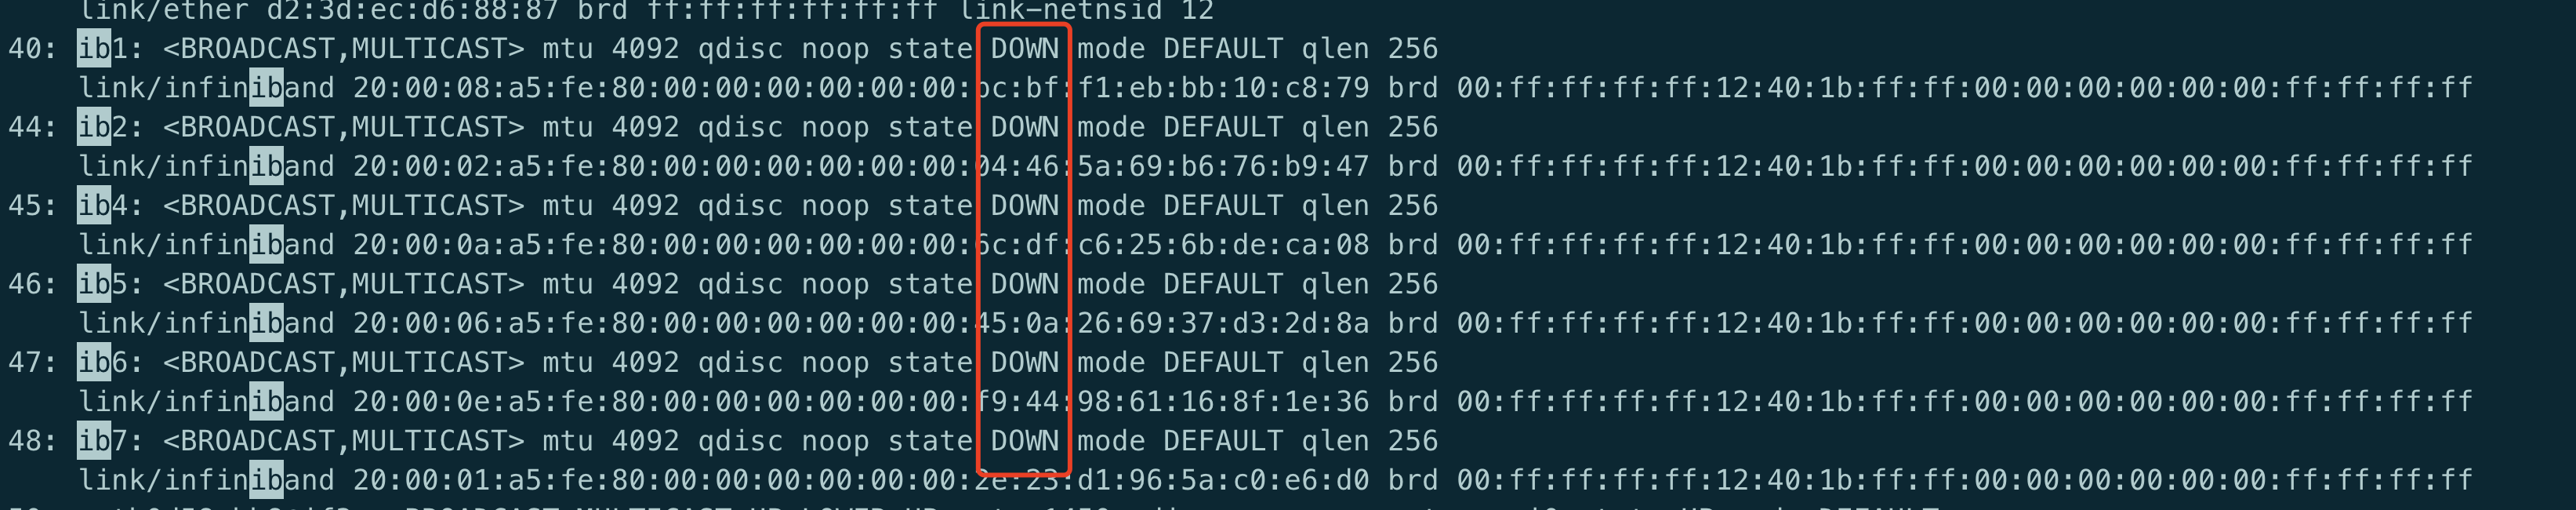 link/ether d2:3d:ec:d6:88:87 brd ff:ff:ff:ff:ff:ff link-netnsid 12
40: ib1: <BROADCAST,MULTICAST> mtu 4092 qdisc noop state DOWN mode DEFAULT qlen 256
link/infiniband 20:00:08:a5:fe:80:00:00:00:00:00:00:bc:bf:f1:eb:bb:10:c8:79 brd 00:ff:ff:ff:ff:12:40:1b:ff:ff:00:00:00:00:00:00:ff:ff:ff:ff
44: ib2: <BROADCAST,MULTICAST> mtu 4092 qdisc noop state DOWN mode DEFAULT qlen 256
link/infiniband 20:00:02:a5:fe:80:00:00:00:00:00:00:04:46:5a:69:b6:76:b9:47 brd 00:ff:ff:ff:ff:12:40:1b:ff:ff:00:00:00:00:00:00:ff:ff:ff:ff
45: ib4: <BROADCAST,MULTICAST> mtu 4092 qdisc noop state DOWN mode DEFAULT qlen 256
link/infiniband 20:00:0a:a5:fe:80:00:00:00:00:00:00:6c:df:c6:25:6b:de:ca:08 brd 00:ff:ff:ff:ff:12:40:1b:ff:ff:00:00:00:00:00:00:ff:ff:ff:ff
46: ib5: <BROADCAST,MULTICAST> mtu 4092 qdisc noop state DOWN mode DEFAULT qlen 256
link/infiniband 20:00:06:a5:fe:80:00:00:00:00:00:00:45:0a:26:69:37:d3:2d:8a brd 00:ff:ff:ff:ff:12:40:1b:ff:ff:00:00:00:00:00:00:ff:ff:ff:ff
47: ib6: <BROADCAST,MULTICAST> mtu 4092 qdisc noop state DOWN mode DEFAULT qlen 256
link/infiniband 20:00:0e:a5:fe:80:00:00:00:00:00:00:f9:44:98:61:16:8f:1e:36 brd 00:ff:ff:ff:ff:12:40:1b:ff:ff:00:00:00:00:00:00:ff:ff:ff:ff
48: ib7: <BROADCAST,MULTICAST> mtu 4092 qdisc noop state DOWN mode DEFAULT qlen 256
link/infiniband 20:00:01:a5:fe:80:00:00:00:00:00:00:2e:23:d1:96:5a:c0:e6:d0 brd 00:ff:ff:ff:ff:12:40:1b:ff:ff:00:00:00:00:00:00:ff:ff:ff:ff